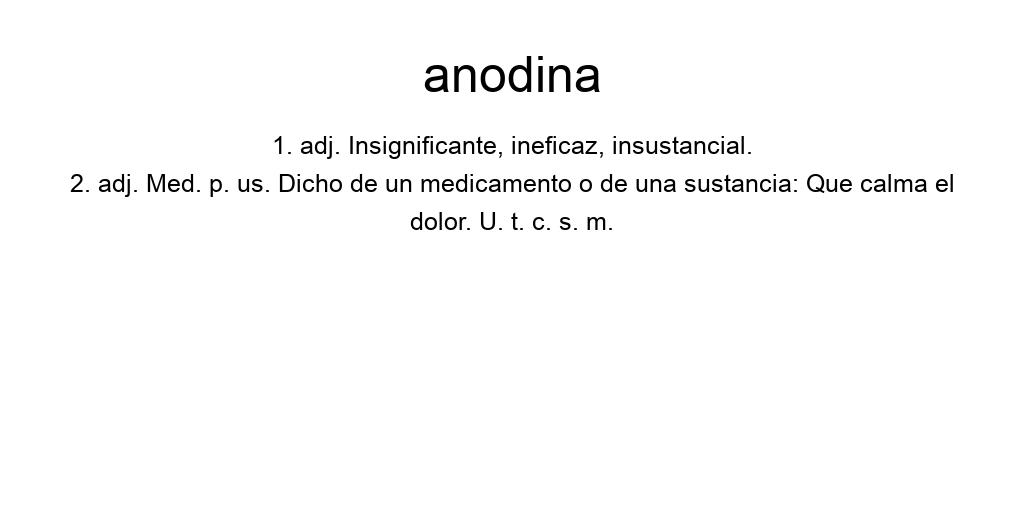 anodina
1. adj. Insignificante, ineficaz, insustancial.
2. adj. Med. p. us. Dicho de un medicamento o de una sustancia: Que calma el
dolor. U. t. c. s. m.